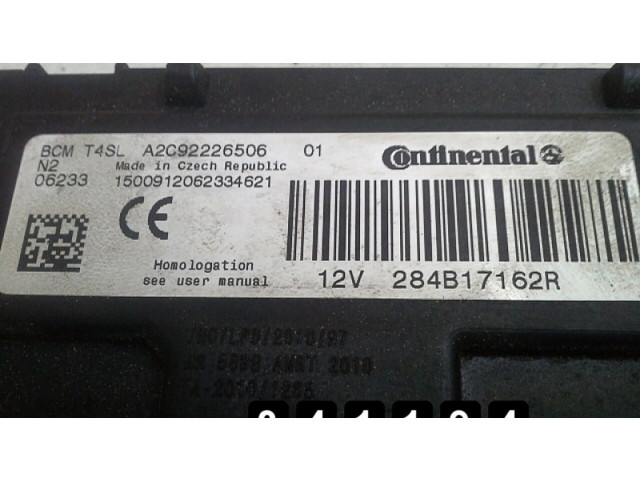 BCM T4SL A2C92226506 01
Continental
N2 Made in Czech Republic
06233 1500912062334621
CE
Homologation
see user manual
12V 284B17162R
2010